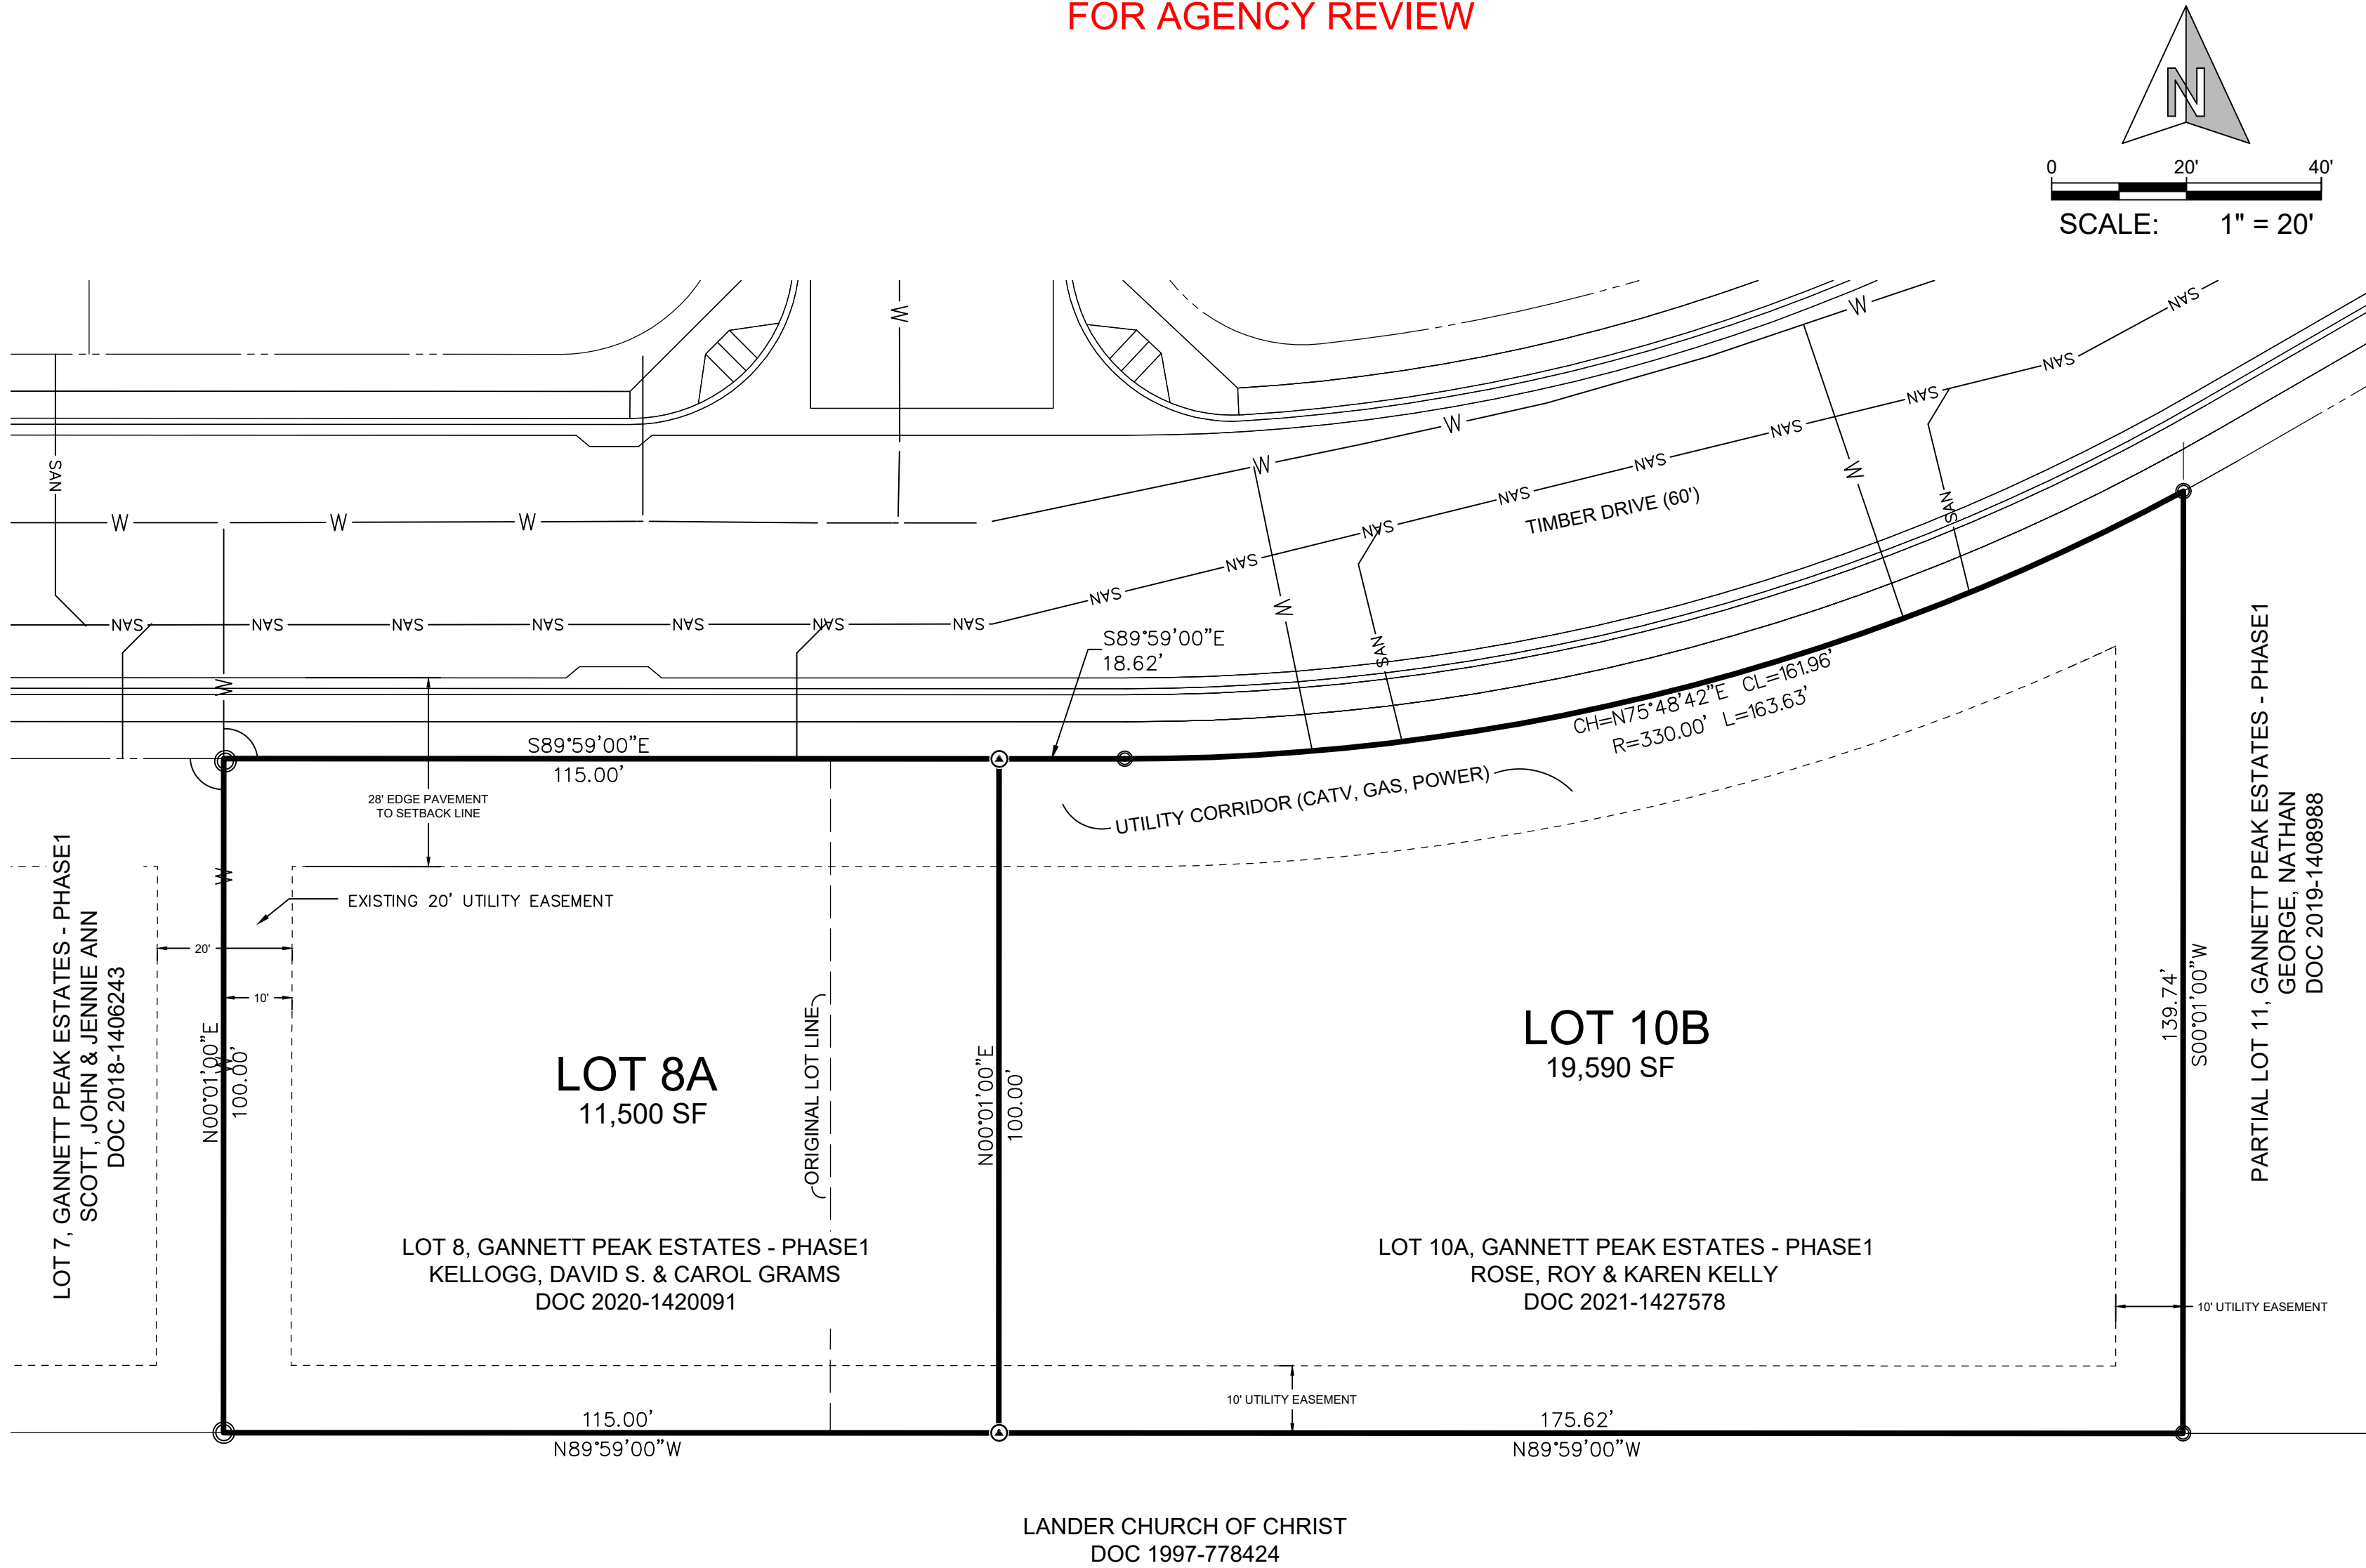 FOR AGENCY REVIEW
N
0 20' 40'
SCALE: 1" = 20'
W
W
SAN
W
SAN
SAN
W
SAN
W
SAN
W
SAN
SAN
SAN
SAN
TIMBER DRIVE (60')
W W W
SAN
SAN
SAN
W
SAN SAN SAN SAN SAN SAN SAN
SAN
S89°59'00"E
18.62'
W
CH=N75°48'42"E CL=161.96'
R=330.00' L=163.63'
S89°59'00"E
115.00'
28' EDGE PAVEMENT
TO SETBACK LINE
UTILITY CORRIDOR (CATV, GAS, POWER)
W
EXISTING 20' UTILITY EASEMENT
20'
10'
LOT 7, GANNETT PEAK ESTATES - PHASE1
SCOTT, JOHN & JENNIE ANN
DOC 2018-1406243
N00°01'00"E
W
100.00'
LOT 8A
11,500 SF
ORIGINAL LOT LINE
N00°01'00"E
100.00'
LOT 10B
19,590 SF
139.74'
S00°01'00"W
PARTIAL LOT 11, GANNETT PEAK ESTATES - PHASE1
GEORGE, NATHAN
DOC 2019-1408988
LOT 8, GANNETT PEAK ESTATES - PHASE1
KELLOGG, DAVID S. & CAROL GRAMS
DOC 2020-1420091
LOT 10A, GANNETT PEAK ESTATES - PHASE1
ROSE, ROY & KAREN KELLY
DOC 2021-1427578
10' UTILITY EASEMENT
10' UTILITY EASEMENT
115.00'
N89°59'00"W
175.62'
N89°59'00"W
LANDER CHURCH OF CHRIST
DOC 1997-778424